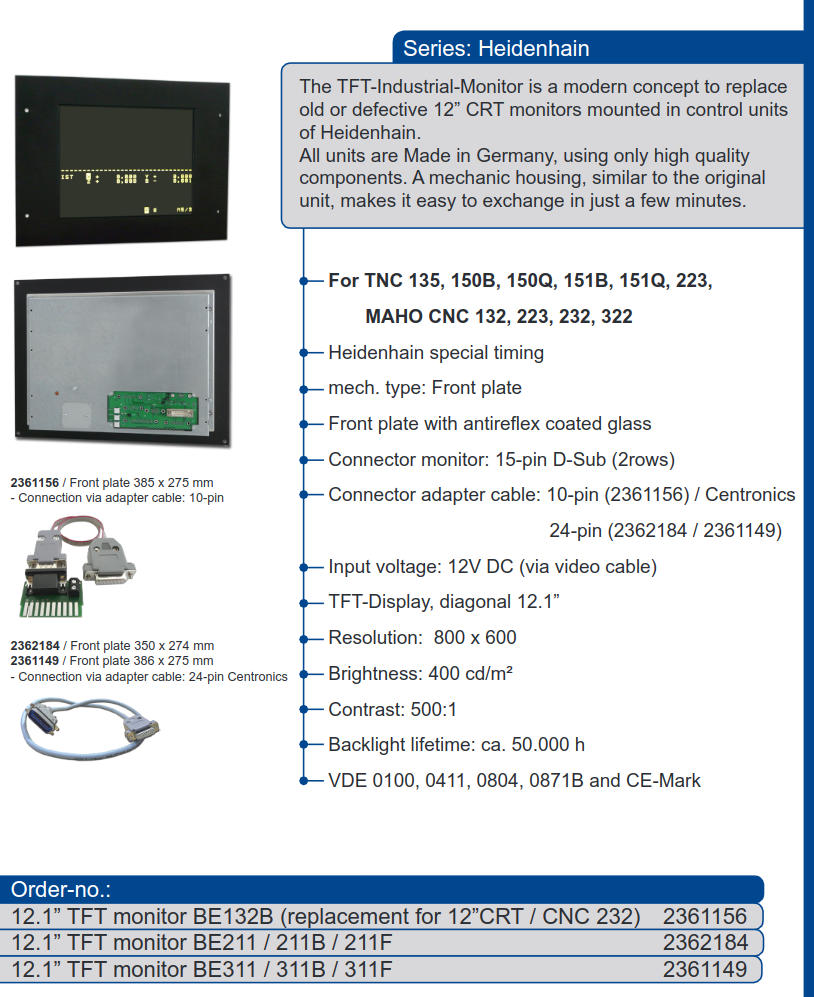 Series: Heidenhain
The TFT-Industrial-Monitor is a modern concept to replace
old or defective 12” CRT monitors mounted in control units
of Heidenhain.
All units are Made in Germany, using only high quality
components. A mechanic housing, similar to the original
unit, makes it easy to exchange in just a few minutes.
IST
For TNC 135, 150B, 150Q, 151B, 151Q, 223,
MAHO CNC 132, 223, 232, 322
Heidenhain special timing
mech. type: Front plate
Front plate with antireflex coated glass
Connector monitor: 15-pin D-Sub (2rows)
Connector adapter cable: 10-pin (2361156) / Centronics
24-pin (2362184 / 2361149)
Input voltage: 12V DC (via video cable)
TFT-Display, diagonal 12.1”
Resolution:  800 x 600
Brightness: 400 cd/m²
Contrast: 500:1
Backlight lifetime: ca. 50.000 h
VDE 0100, 0411, 0804, 0871B and CE-Mark
2361156 / Front plate 385 x 275 mm
- Connection via adapter cable: 10-pin
2362184 / Front plate 350 x 274 mm
2361149 / Front plate 386 x 275 mm
- Connection via adapter cable: 24-pin Centronics
Order-no.:
12.1” TFT monitor BE132B (replacement for 12”CRT / CNC 232) 2361156
12.1” TFT monitor BE211 / 211B / 211F 2362184
12.1” TFT monitor BE311 / 311B / 311F 2361149